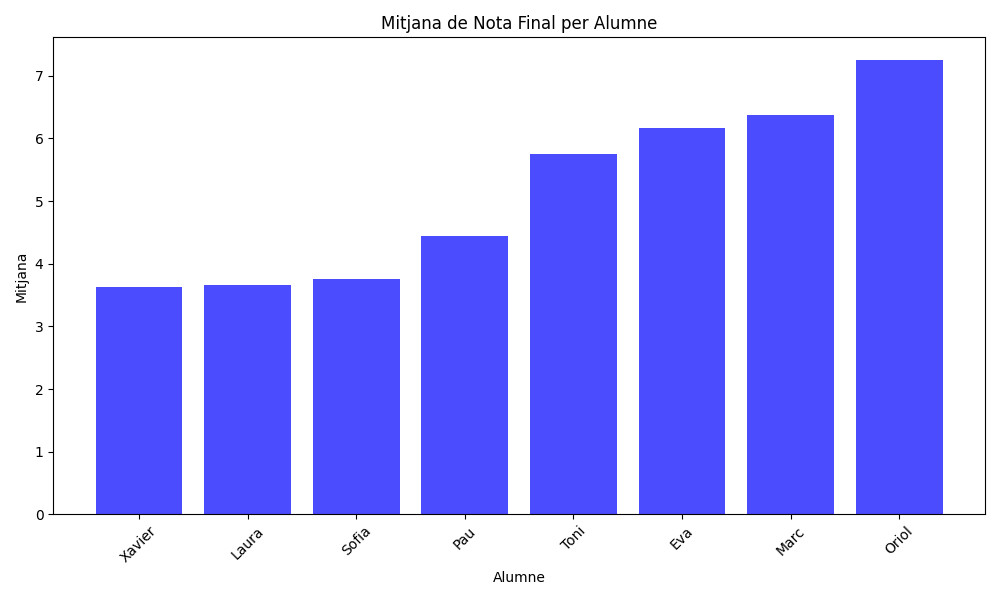 Mitjana de Nota Final per Alumne
Mitjana
7
6
5
4
3
2
1
0
Xavier
Laura
Sofia
Pau
Toni
Eva
Marc
Oriol
Alumne